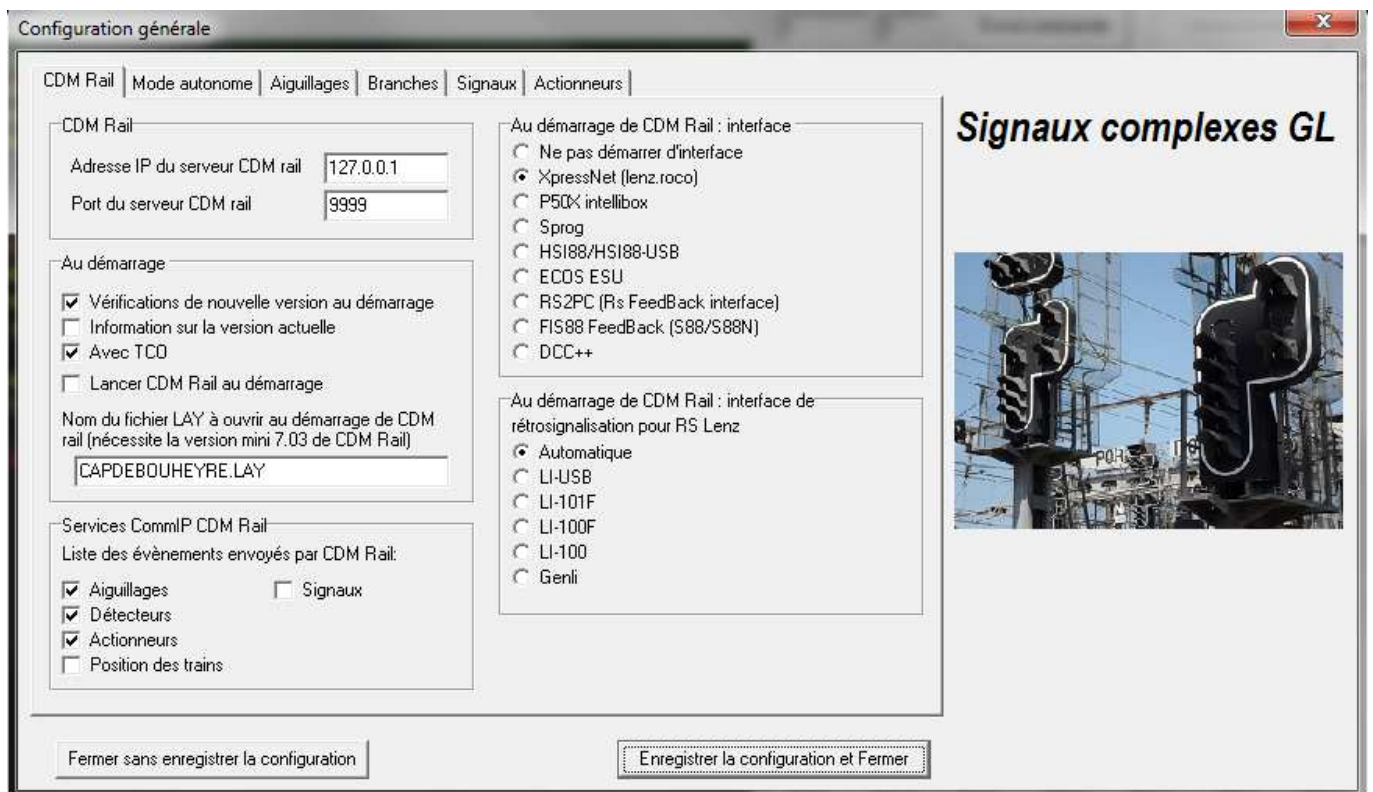 Configuration générale
CDM Rail
Mode autonome
Aiguillages
Branches
Signaux
Actionneurs
CDM Rail
Adresse IP du serveur CDM rail
127.0.0.1
Port du serveur CDM rail
9999
Au démarrage
Vérifications de nouvelle version au démarrage
Information sur la version actuelle
Avec TCO
Lancer CDM Rail au démarrage
Nom du fichier LAY à ouvrir au démarrage de CDM
rail (nécessite la version mini 7.03 de CDM Rail)
CAPDEBOUHEYRE.LAY
Services CommIP CDM Rail
Liste des évènements envoyés par CDM Rail:
Aiguillages
Signaux
Détecteurs
Actionneurs
Position des trains
Au démarrage de CDM Rail : interface
Ne pas démarrer d'interface
XpressNet (lenz.roco)
P50X intellibox
Sprog
HSI88/HSI88-USB
ECOS ESU
RS2PC (Rs FeedBack interface)
FIS88 FeedBack (S88/S88N)
DCC++
Au démarrage de CDM Rail : interface de
rétrosignalisation pour RS Lenz
Automatique
LI-USB
LI-101F
LI-100F
LI-100
Genli
Signaux complexes GL
Fermer sans enregistrer la configuration
Enregistrer la configuration et Fermer